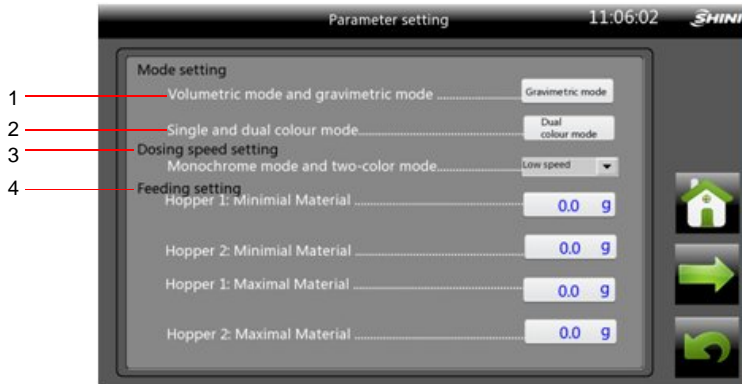 Parameter setting 11:06:02 SHINI
Mode setting
1 Volumetric mode and gravimetric mode Gravimetric mode
2 Single and dual colour mode Dual colour mode
3 Dosing speed setting
Monochrome mode and two-color mode Low speed
4 Feeding setting
Hopper 1: Minimial Material 0.0 g
Hopper 2: Minimial Material 0.0 g
Hopper 1: Maximal Material 0.0 g
Hopper 2: Maximal Material 0.0 g